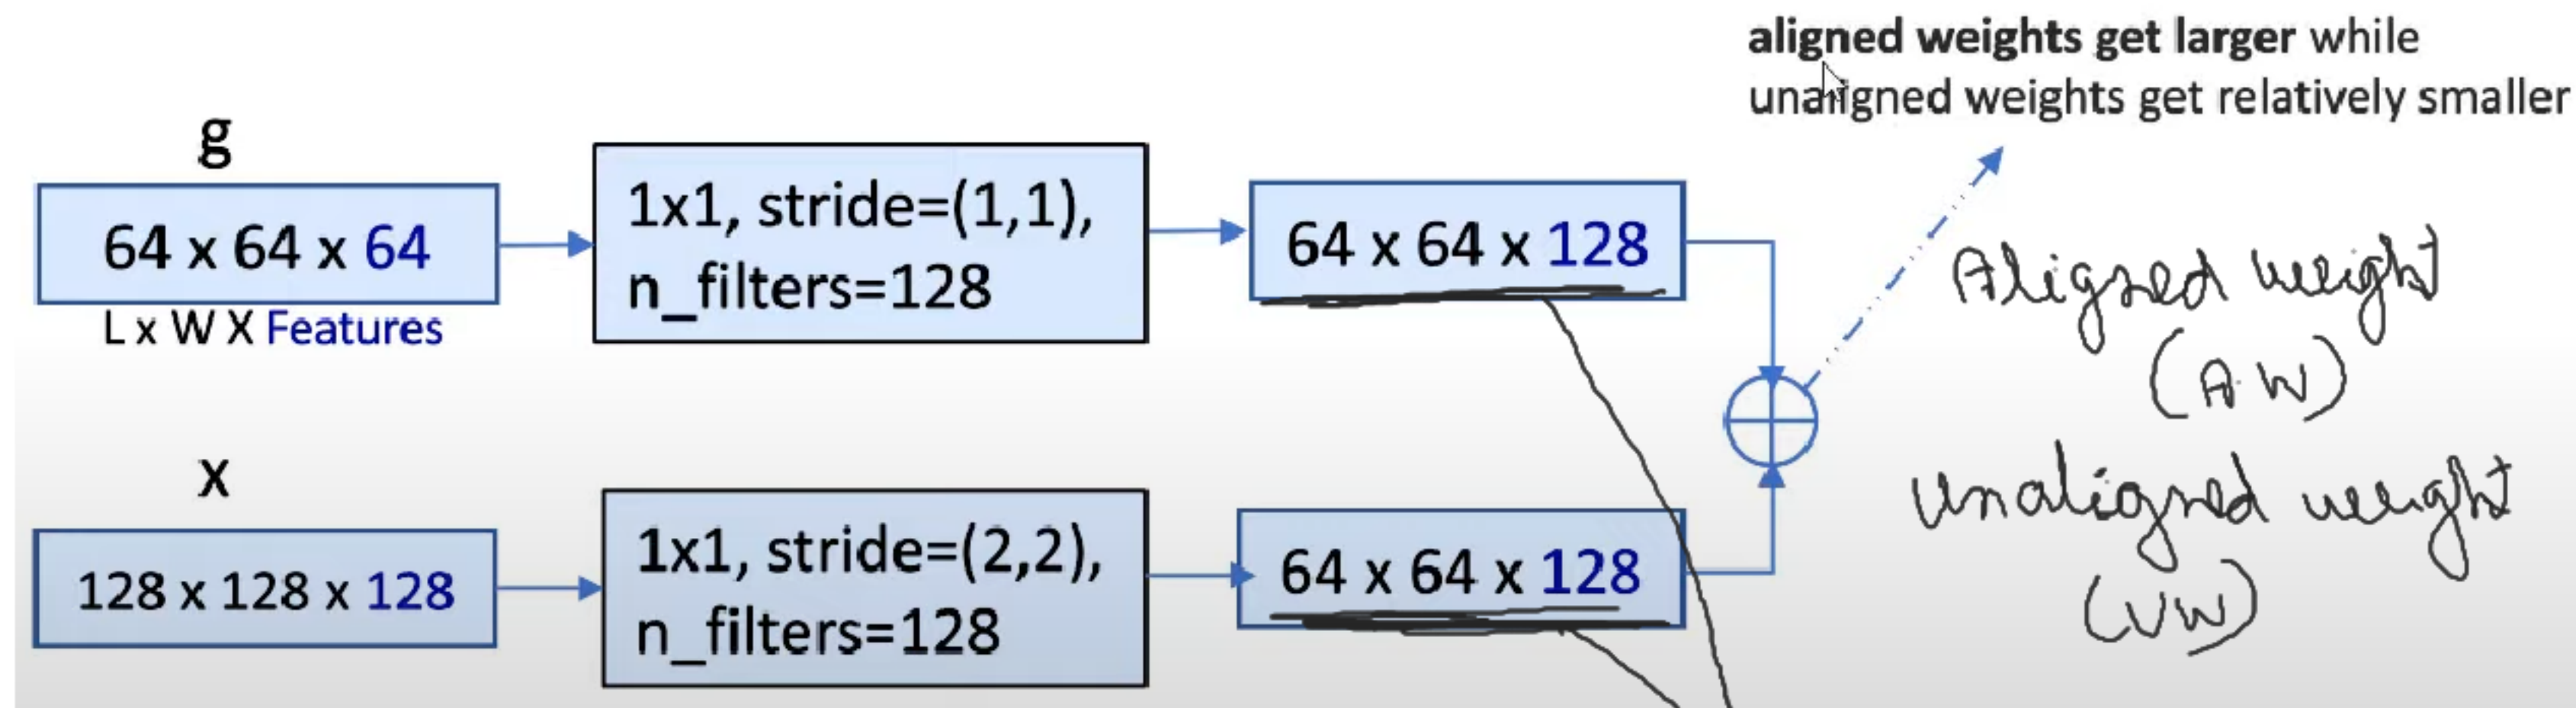 aligned weights get larger while
unaligned weights get relatively smaller
g
64 x 64 x 64
L x W X Features
1x1, stride=(1,1),
n_filters=128
64 x 64 x 128
Aligned weight
(A.W)
x
128 x 128 x 128
1x1, stride=(2,2),
n_filters=128
64 x 64 x 128
Unaligned weight
(UW)